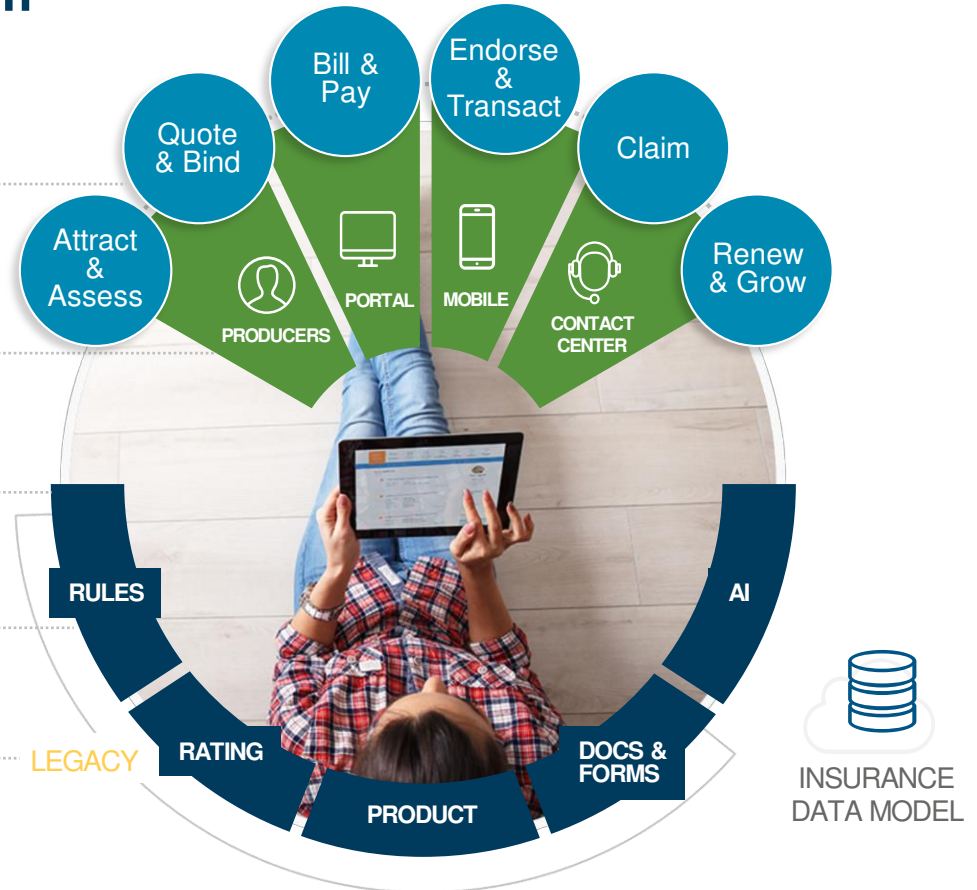 Bill &
Pay
Endorse
&
Transact
Quote
& Bind
Claim
Attract
&
Assess
Renew
& Grow
PRODUCERS
PORTAL
MOBILE
CONTACT
CENTER
RULES
AI
LEGACY
RATING
DOCS &
FORMS
PRODUCT
INSURANCE
DATA MODEL